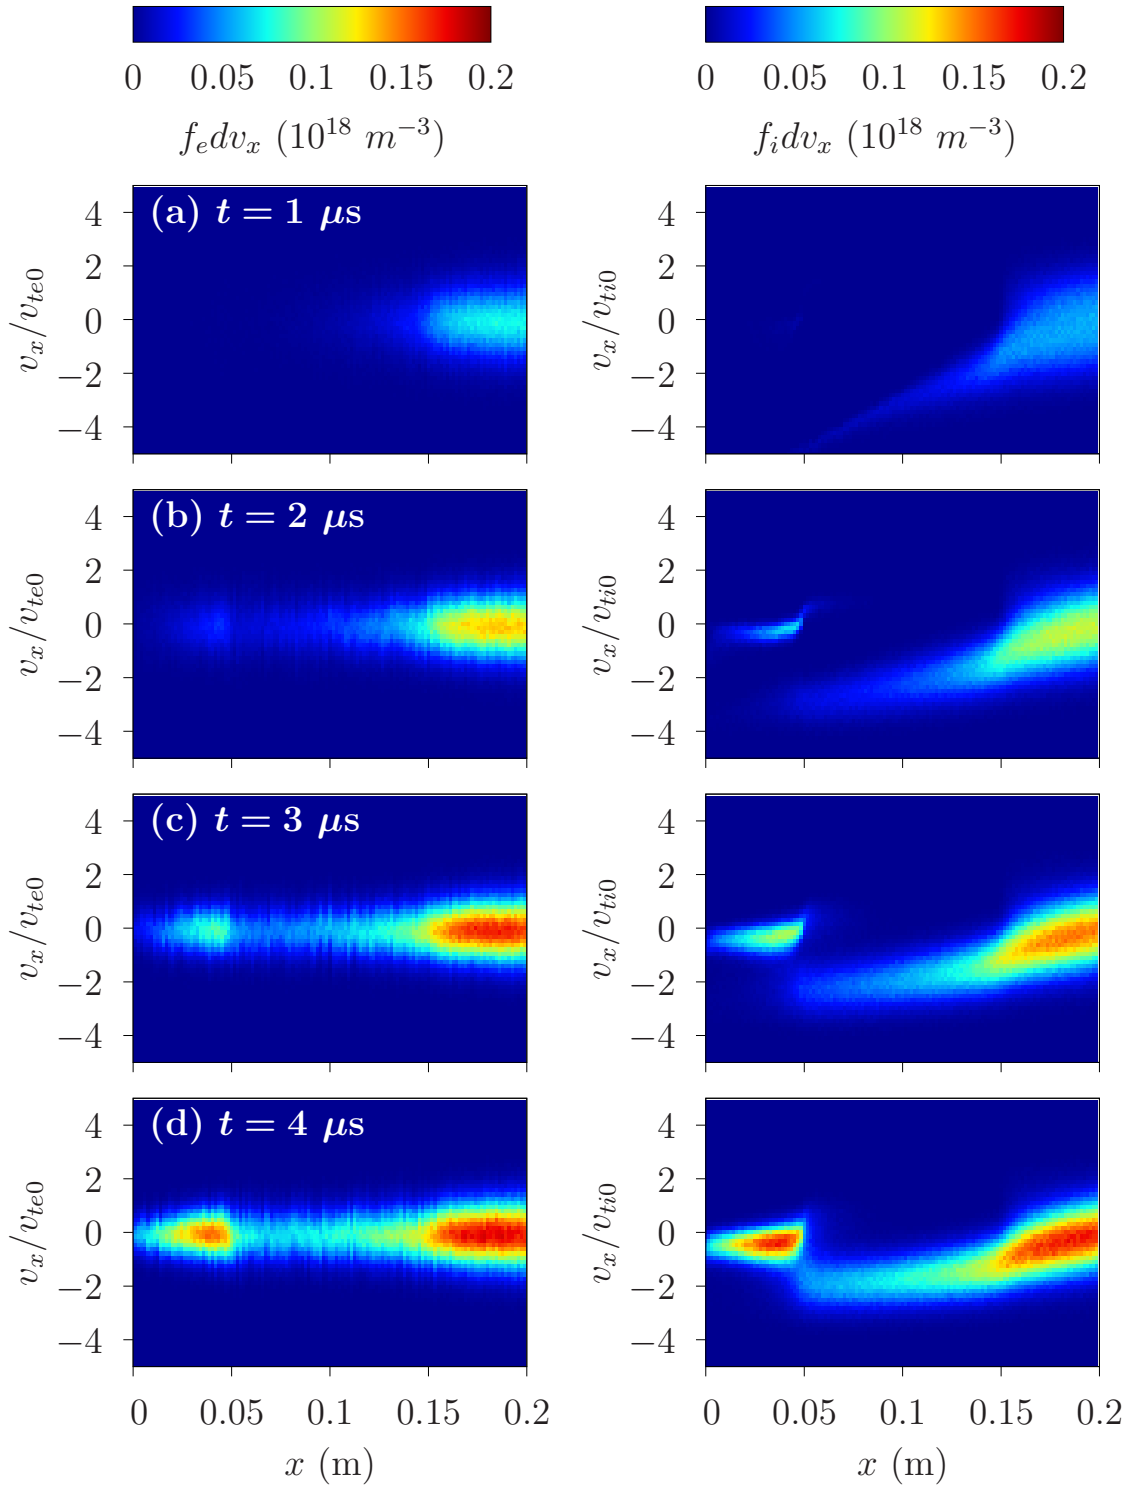 0 0.05 0.1 0.15 0.2 0 0.05 0.1 0.15 0.2
f_e dv_x (10^18 m^−3) f_i dv_x (10^18 m^−3)
(a) t = 1 μs
4 2 0 −2 −4
v_x/v_te0
4 2 0 −2 −4
v_x/v_ti0
(b) t = 2 μs
4 2 0 −2 −4
v_x/v_te0
4 2 0 −2 −4
v_x/v_ti0
(c) t = 3 μs
4 2 0 −2 −4
v_x/v_te0
4 2 0 −2 −4
v_x/v_ti0
(d) t = 4 μs
4 2 0 −2 −4
v_x/v_te0
4 2 0 −2 −4
v_x/v_ti0
0 0.05 0.1 0.15 0.2 0 0.05 0.1 0.15 0.2
x (m) x (m)